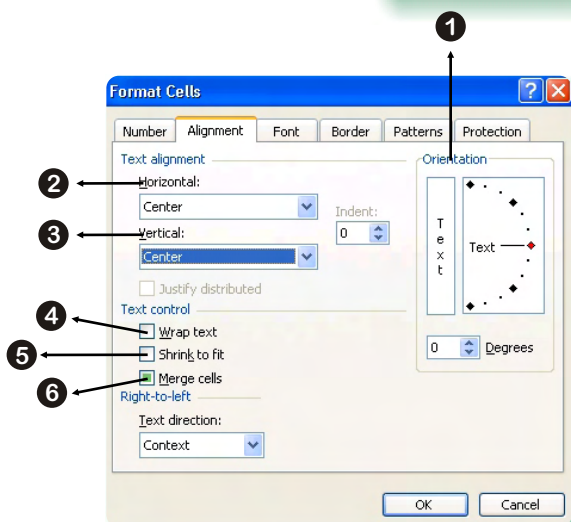 1
Format Cells
Number Alignment Font Border Patterns Protection
Text alignment
Orientation
2
Horizontal:
Center
Indent:
0
3
Vertical:
Center
Text
Text
Justify distributed
Text control
4
Wrap text
0 Degrees
5
Shrink to fit
6
Merge cells
Right-to-left
Text direction:
Context
OK Cancel